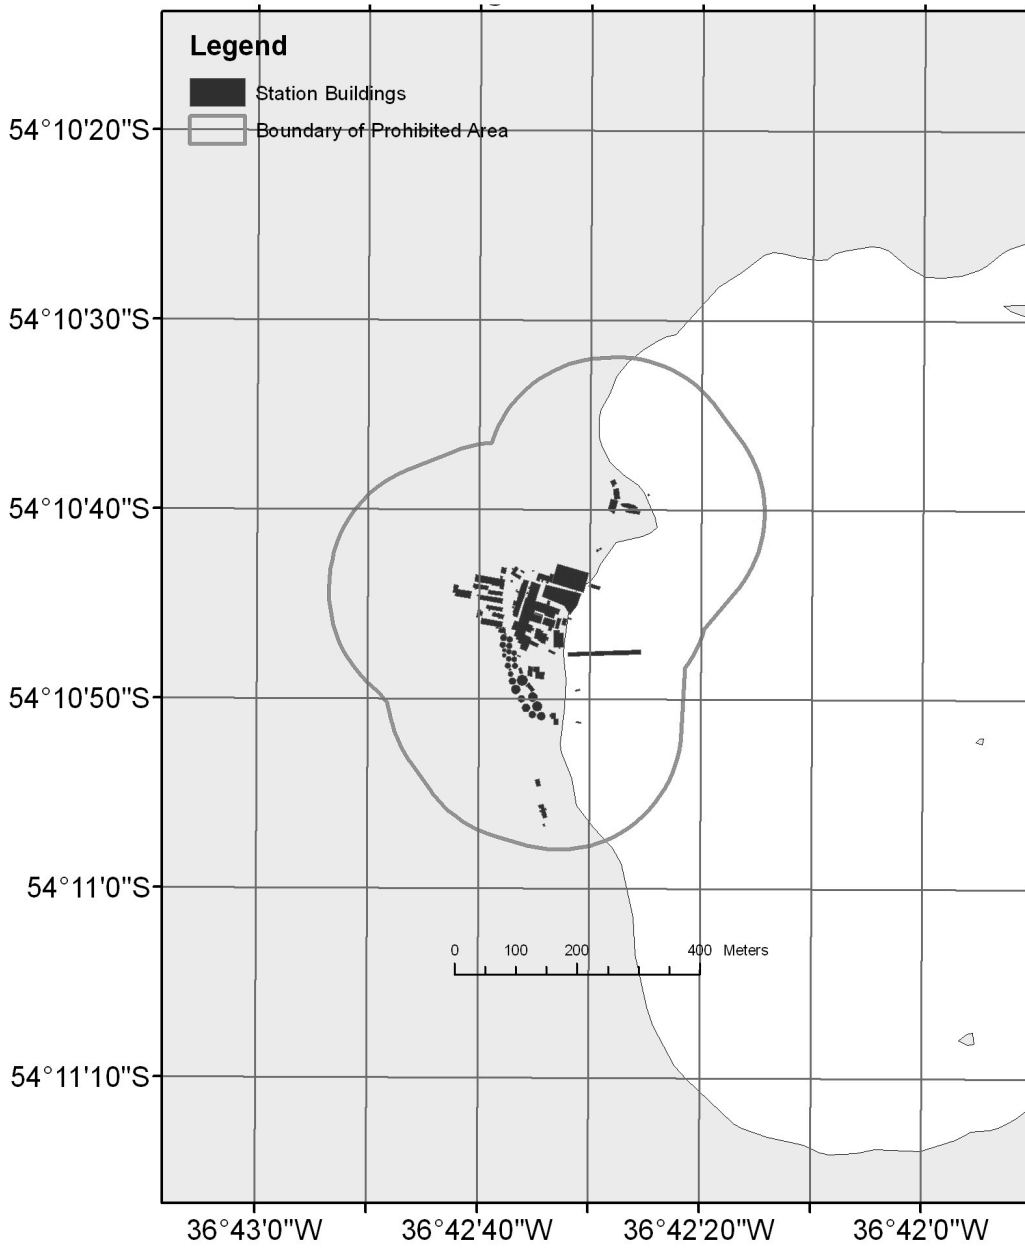 Legend
Station Buildings
Boundary of Prohibited Area
54°10'20"S
54°10'30"S
54°10'40"S
54°10'50"S
54°11'0"S
54°11'10"S
0 100 200 400 Meters
36°43'0"W 36°42'40"W 36°42'20"W 36°42'0"W